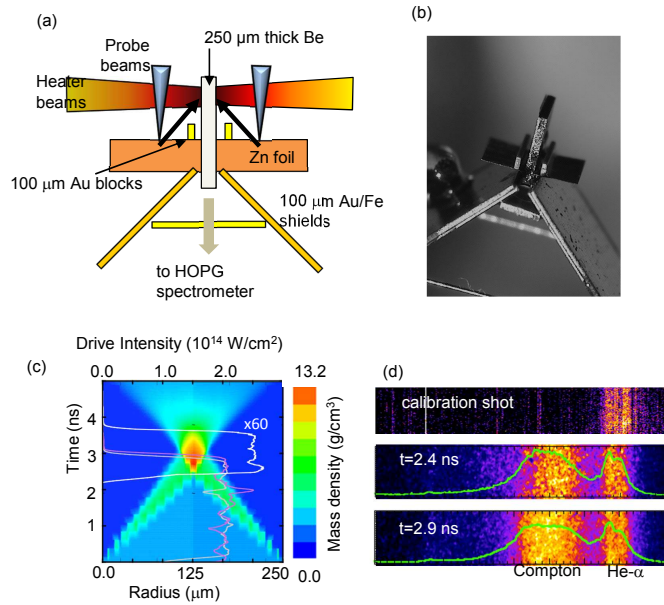 (a)
250 µm thick Be
Probe
beams
Heater
beams
Zn foil
100 µm Au blocks
100 µm Au/Fe
shields
to HOPG
spectrometer
(b)
(c)
Drive Intensity (10¹⁴ W/cm²)
0.0 1.0 2.0 0.0
13.2
x60
Time (ns)
4
3
2
1
Mass density (g/cm³)
0.0
0.0 125 250
Radius (µm)
(d)
calibration shot
t=2.4 ns
t=2.9 ns
Compton He-α